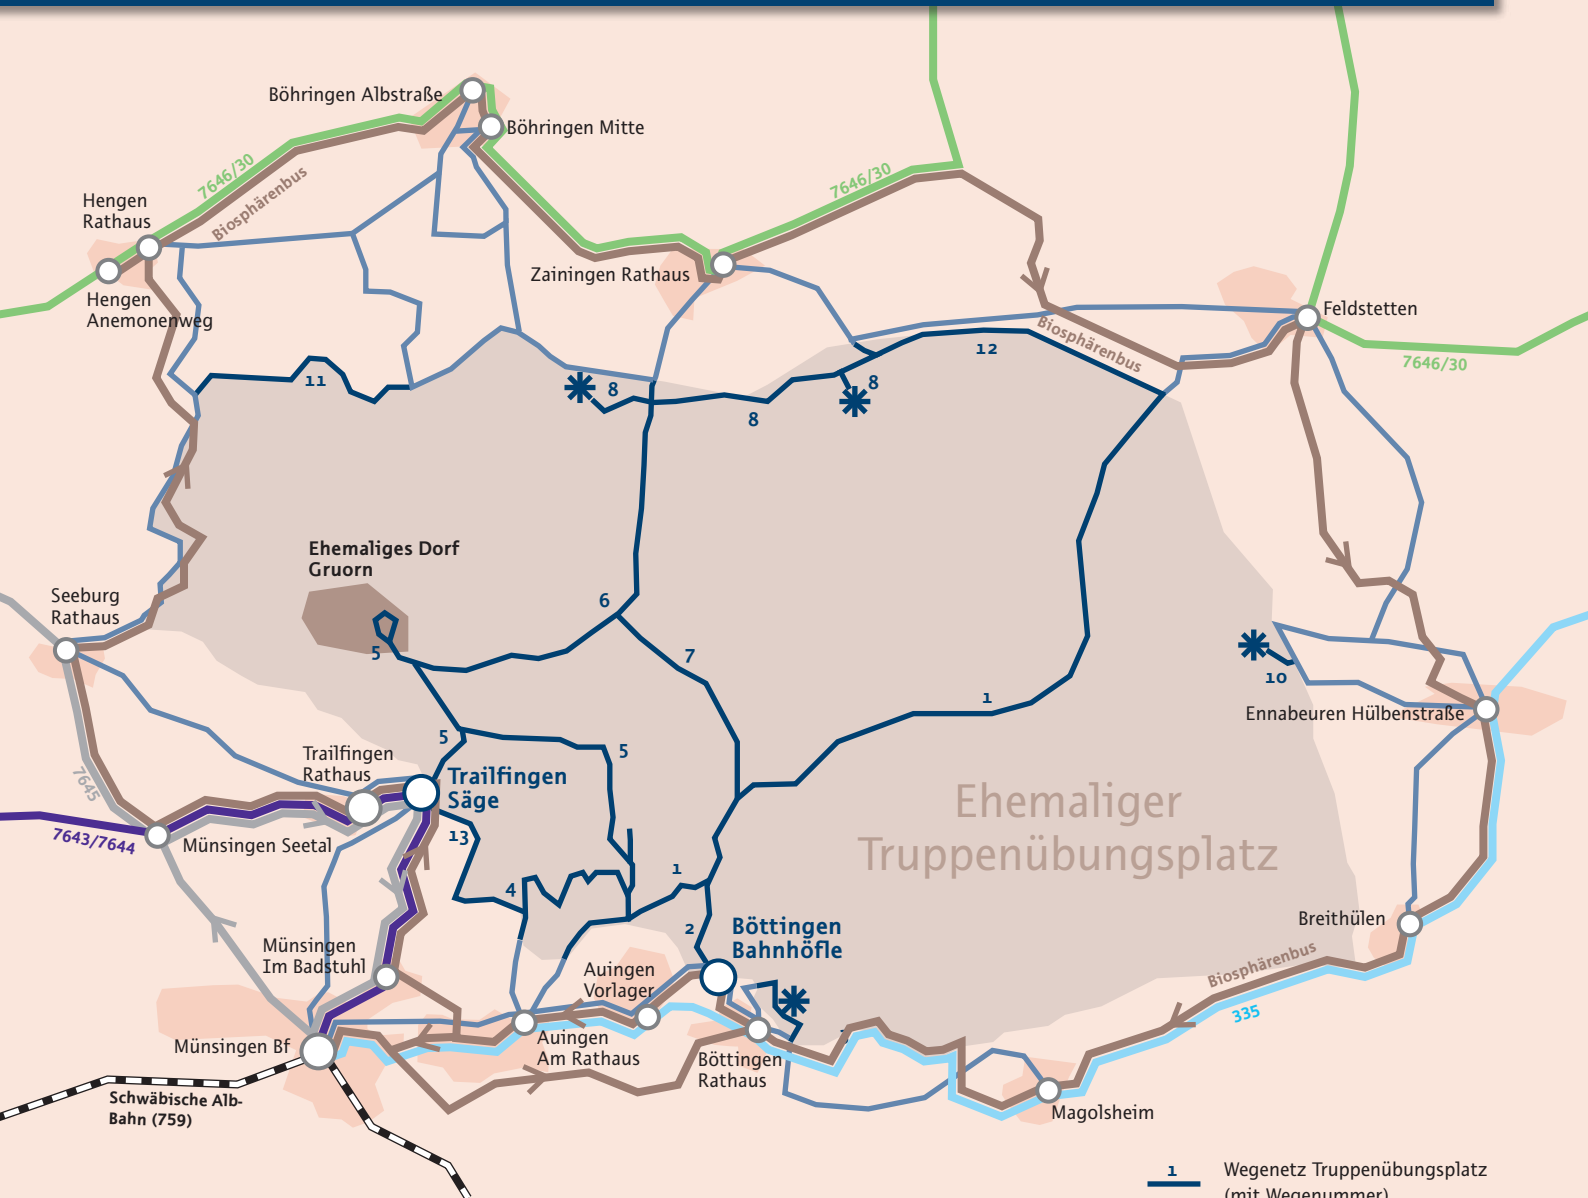 Böhringen Albstraße
Böhringen Mitte
7646/30
Biosphärenbus
7646/30
Hengen
Rathaus
Hengen
Anemonenweg
Zainingen Rathaus
Feldstetten
Biosphärenbus
7646/30
12
11
8
8
8
Ehemaliges Dorf
Gruorn
Seeburg
Rathaus
6
5
7
10
1
Ennabeuren Hülbenstraße
5
5
Trailfingen
Rathaus
Trailfingen
Säge
7645
7643/7644
Münsingen Seetal
13
Ehemaliger
Truppenübungsplatz
4
1
2
Böttingen
Bahnhöfle
Breithülen
Münsingen
Im Badstuhl
Auingen
Vorlager
Biosphärenbus
335
Münsingen Bf
Auingen
Am Rathaus
Böttingen
Rathaus
Schwäbische Alb-
Bahn (759)
Magolsheim
1
Wegenetz Truppenübungsplatz
(mit Wegenummer)